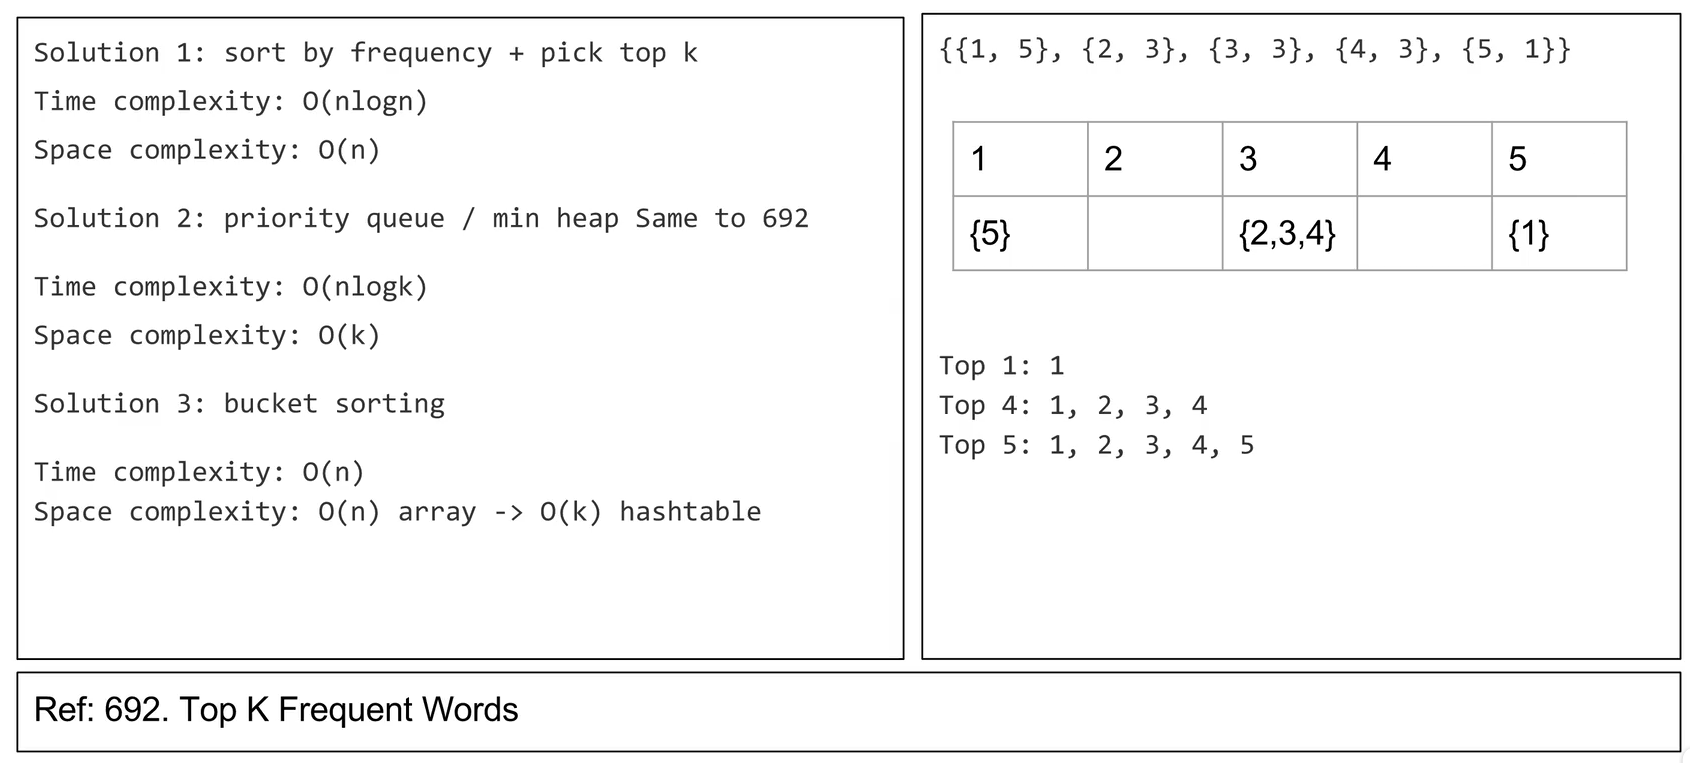 Solution 1: sort by frequency + pick top k
Time complexity: O(nlogn)
Space complexity: O(n)
Solution 2: priority queue / min heap Same to 692
Time complexity: O(nlogk)
Space complexity: O(k)
Solution 3: bucket sorting
Time complexity: O(n)
Space complexity: O(n) array -> O(k) hashtable
{{1, 5}, {2, 3}, {3, 3}, {4, 3}, {5, 1}}
1 2 3 4 5
{5} {2,3,4} {1}
Top 1: 1
Top 4: 1, 2, 3, 4
Top 5: 1, 2, 3, 4, 5
Ref: 692. Top K Frequent Words